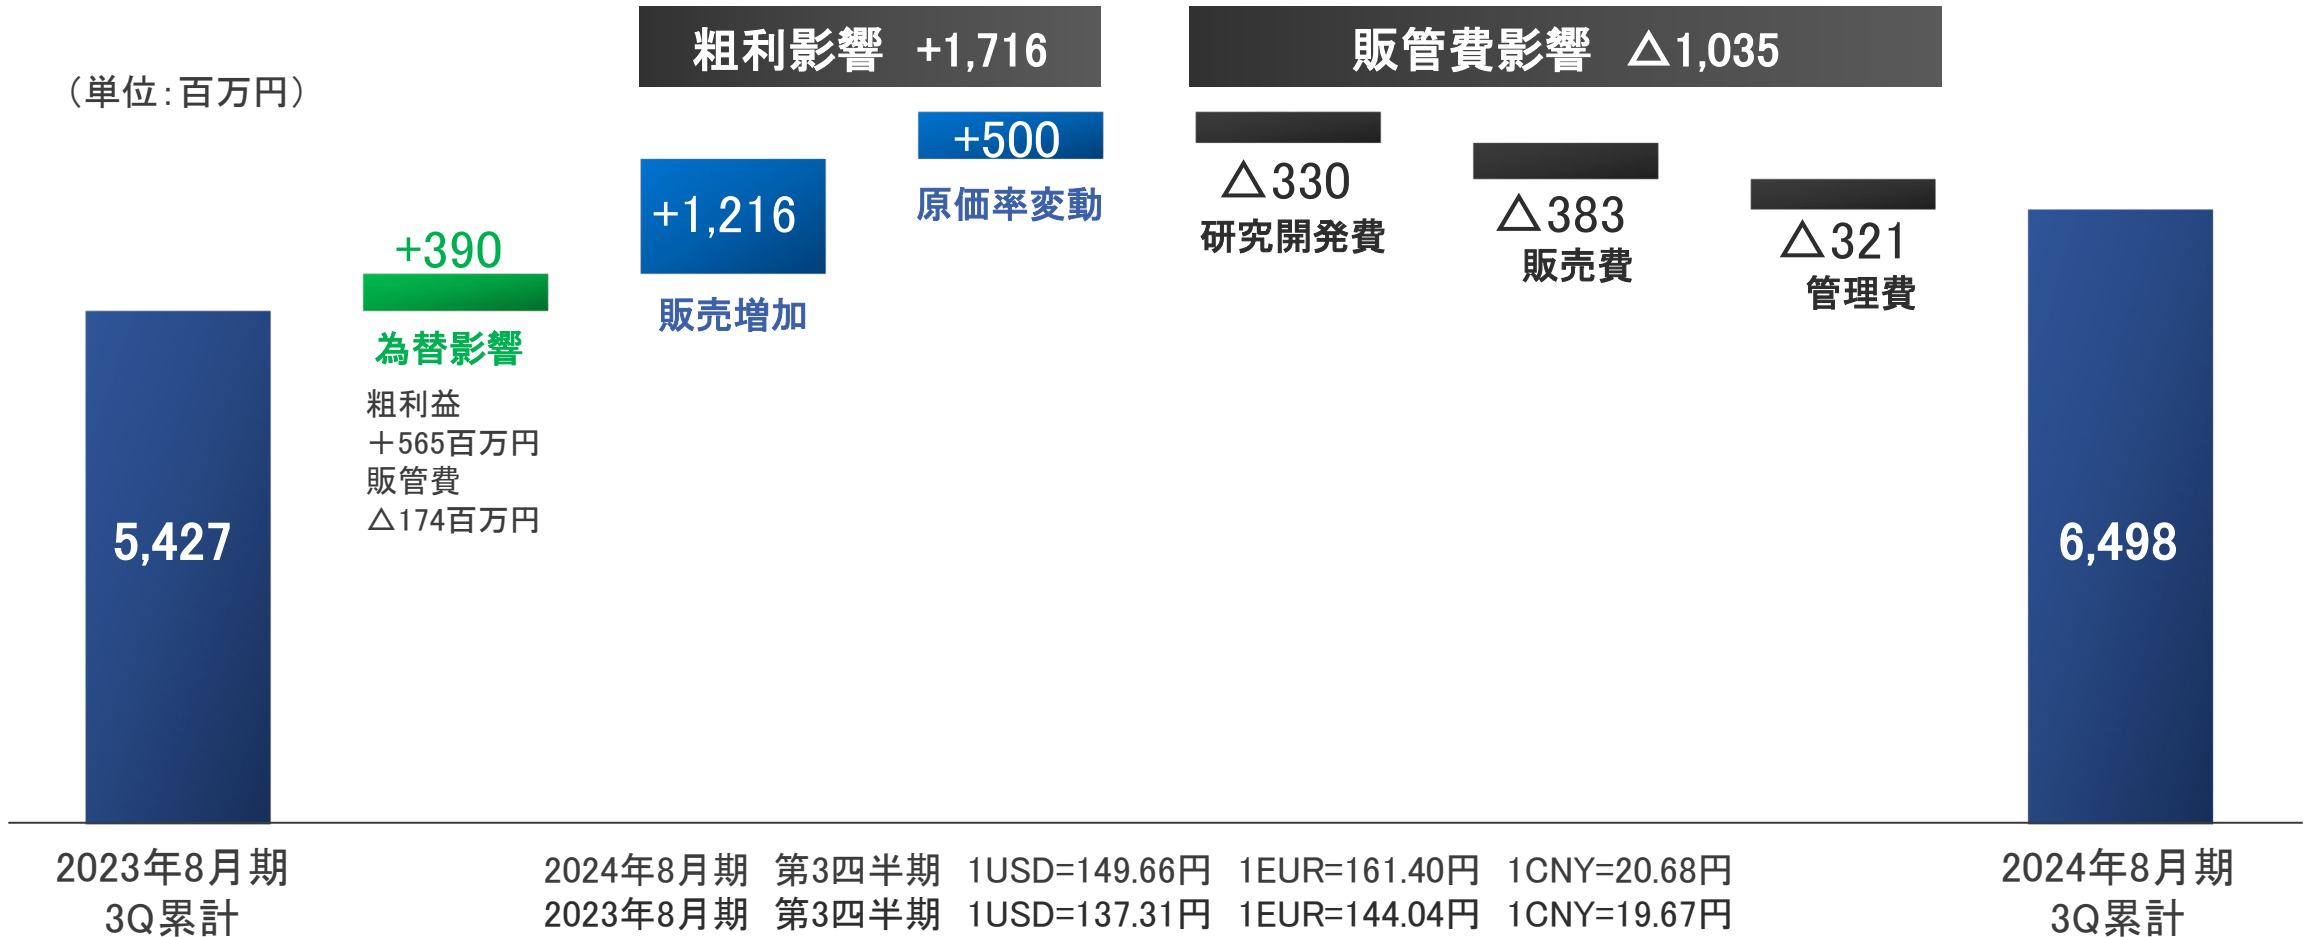 （単位：百万円）
粗利影響 +1,716
販管費影響 △1,035
5,427
+390
為替影響
粗利益
＋565百万円
販管費
△174百万円
+1,216
販売増加
+500
原価率変動
△330
研究開発費
△383
販売費
△321
管理費
6,498
2023年8月期
3Q累計
2024年8月期 第3四半期 1USD=149.66円 1EUR=161.40円 1CNY=20.68円
2023年8月期 第3四半期 1USD=137.31円 1EUR=144.04円 1CNY=19.67円
2024年8月期
3Q累計